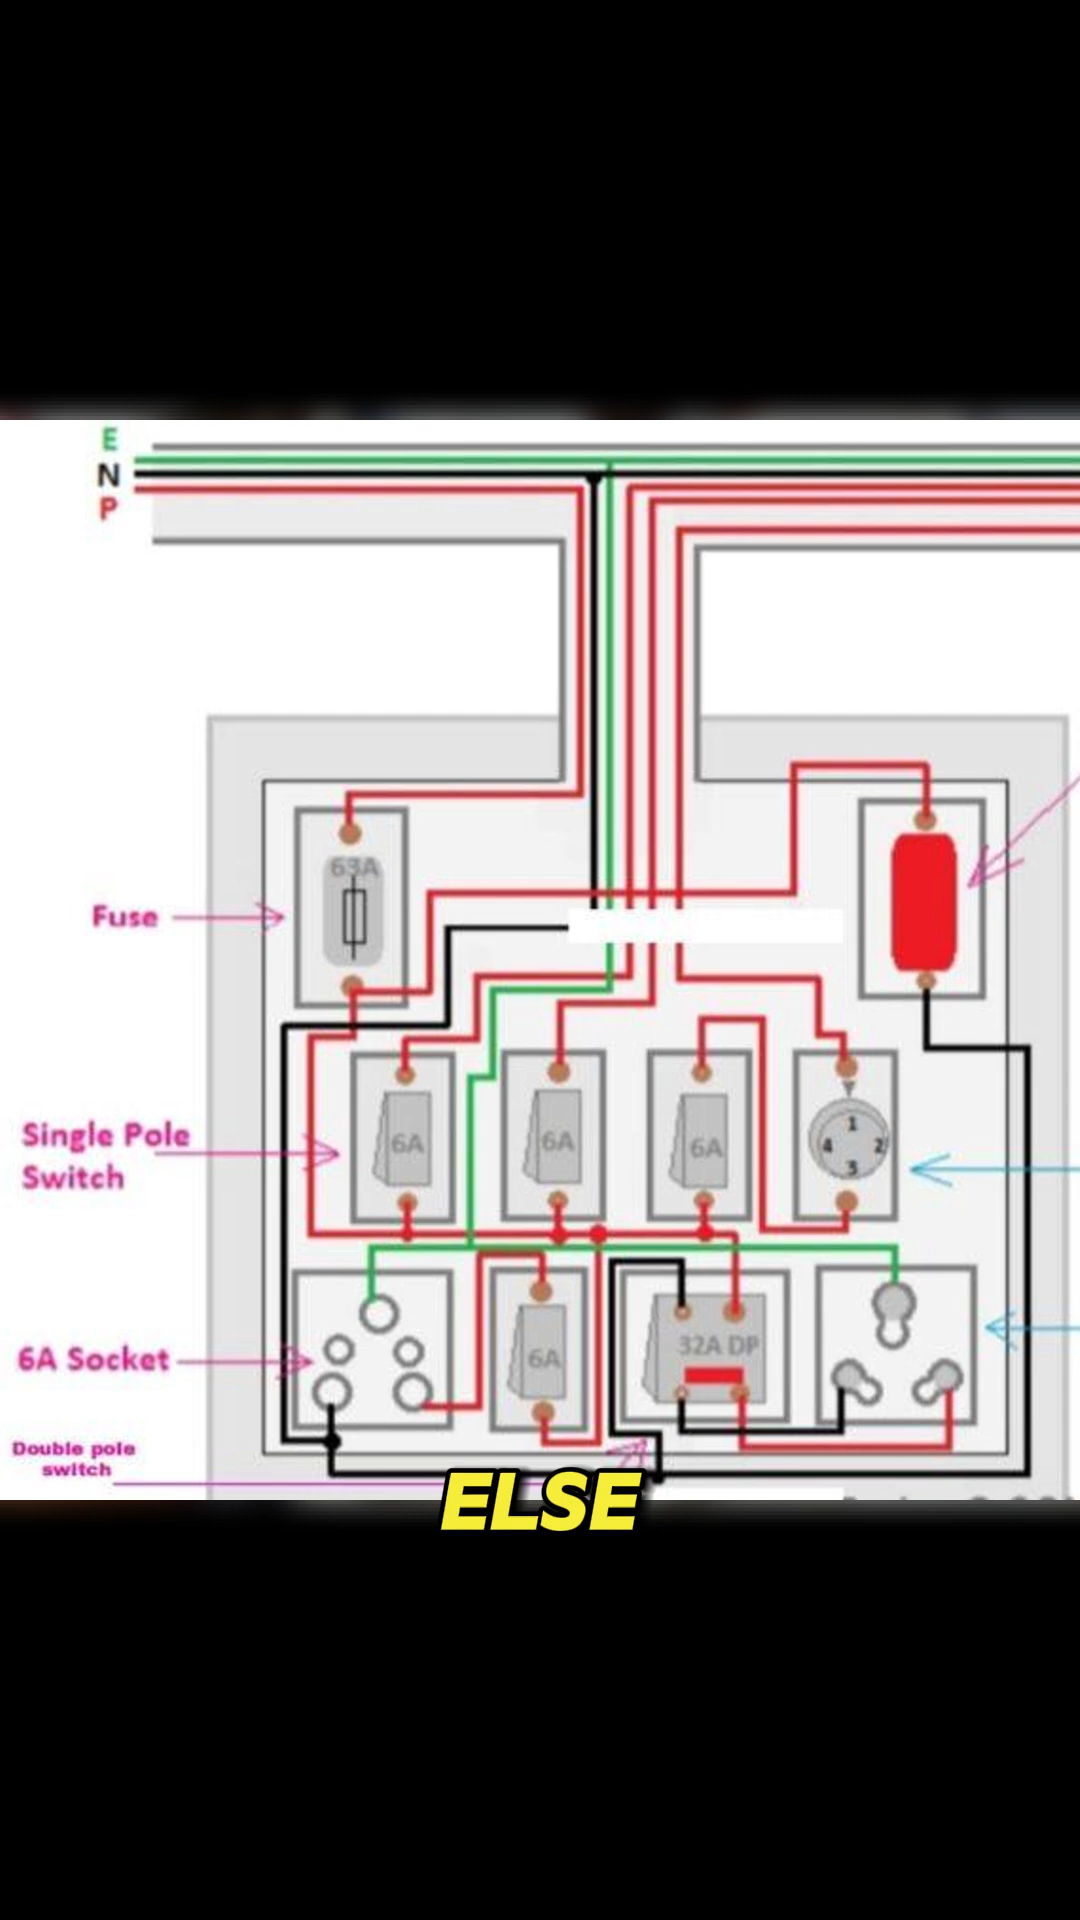 E
N
P
63A
Fuse
Single Pole
Switch
6A
6A
6A
1
4
2
3
6A Socket
6A
32A DP
Double pole
switch
ELSE